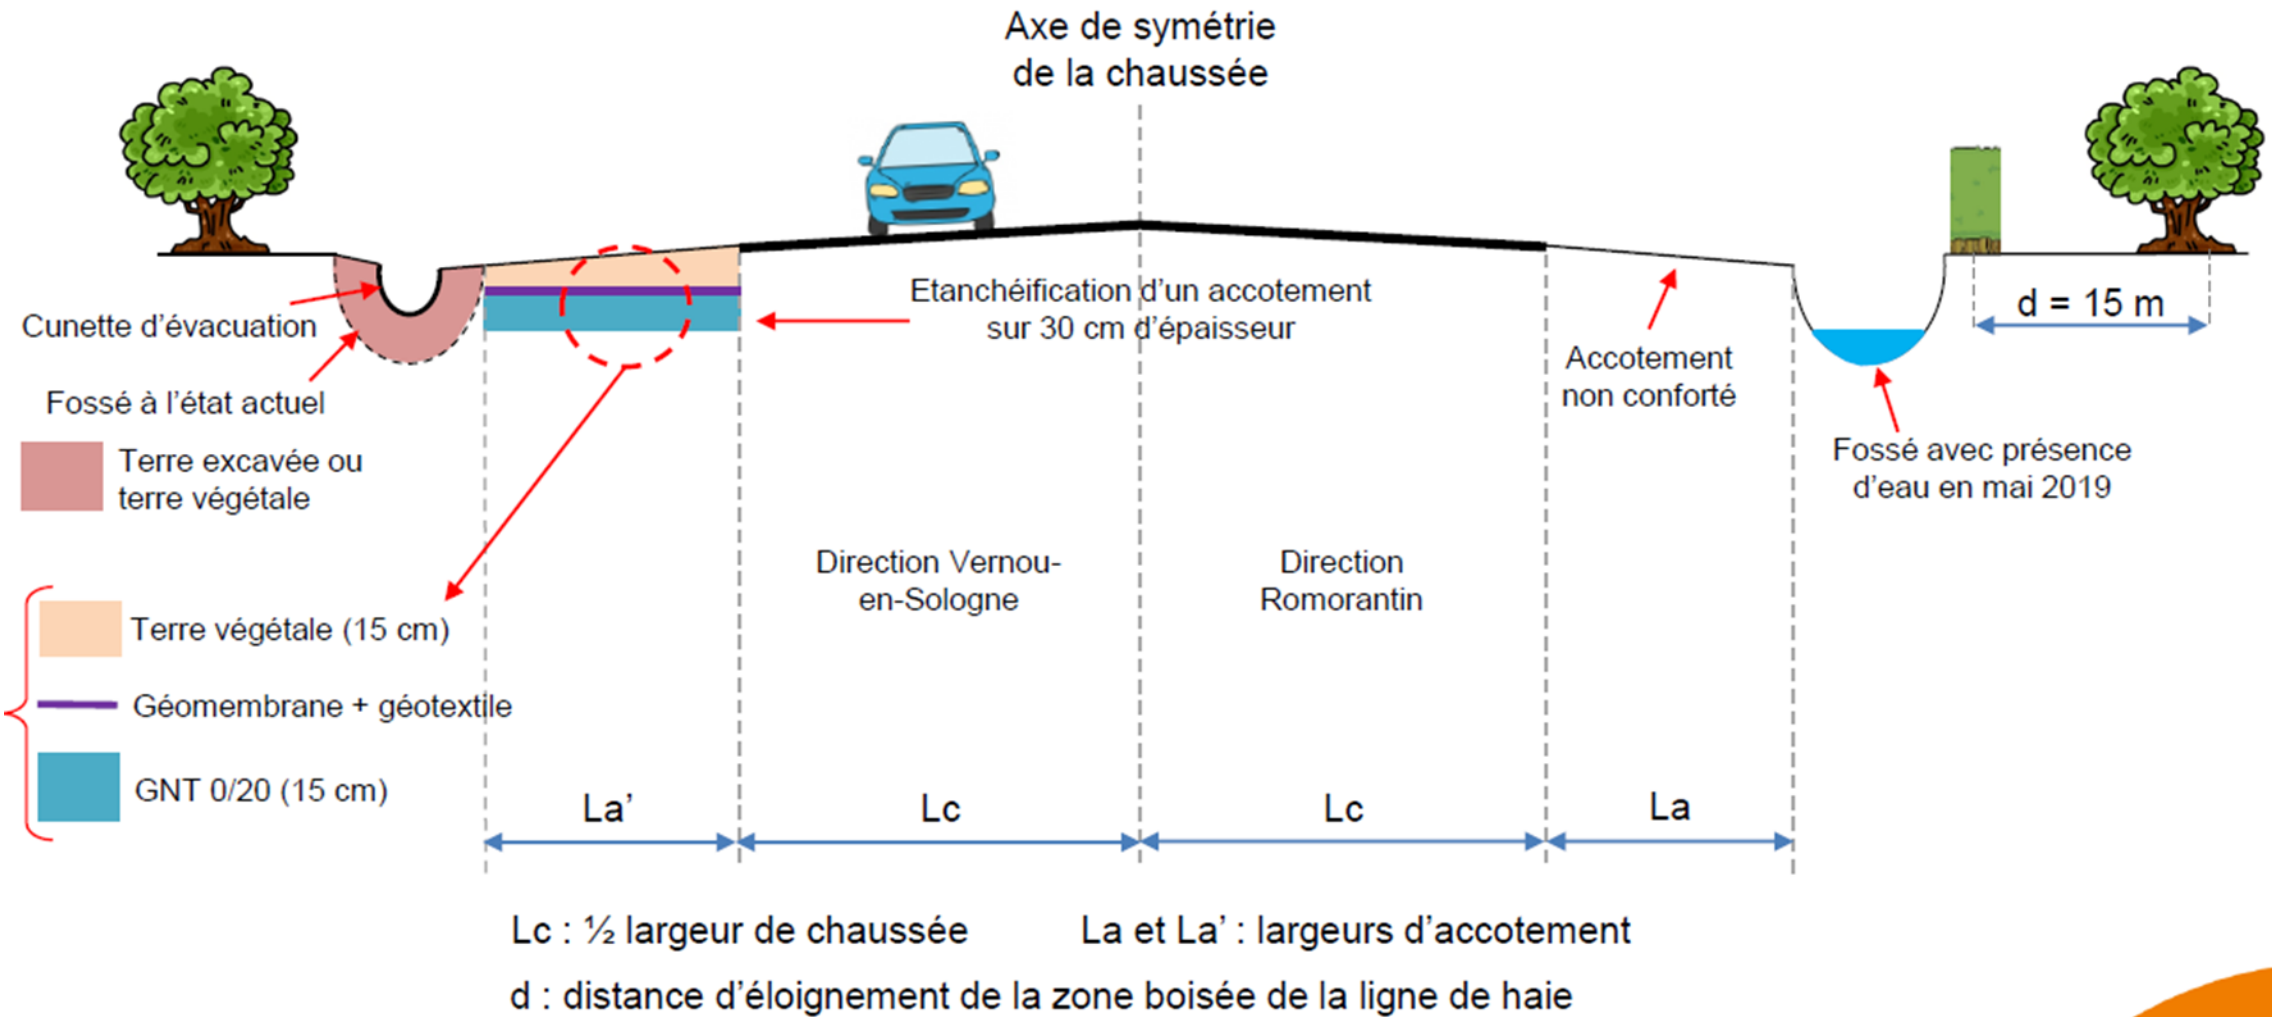 Axe de symétrie
de la chaussée
Cunette d'évacuation
Fossé à l'état actuel
Terre excavée ou
terre végétale
Etanchéification d'un accotement
sur 30 cm d'épaisseur
Accotement
non conforté
d = 15 m
Fossé avec présence
d'eau en mai 2019
Direction Vernou-
en-Sologne
Direction
Romorantin
Terre végétale (15 cm)
Géomembrane + géotextile
GNT 0/20 (15 cm)
La'
Lc
Lc
La
Lc : ½ largeur de chaussée
La et La' : largeurs d'accotement
d : distance d'éloignement de la zone boisée de la ligne de haie